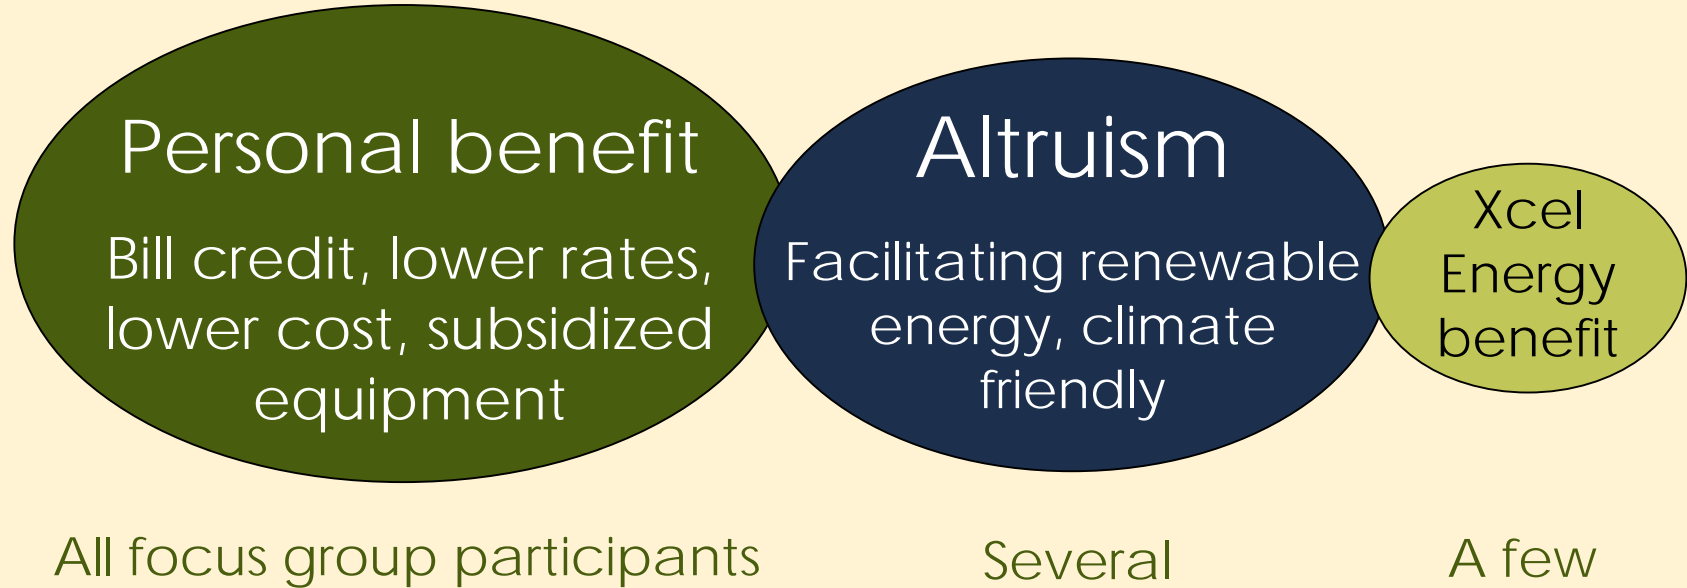 Personal benefit
Bill credit, lower rates,
lower cost, subsidized
equipment
Altruism
Facilitating renewable
energy, climate
friendly
Xcel
Energy
benefit
All focus group participants
Several
A few